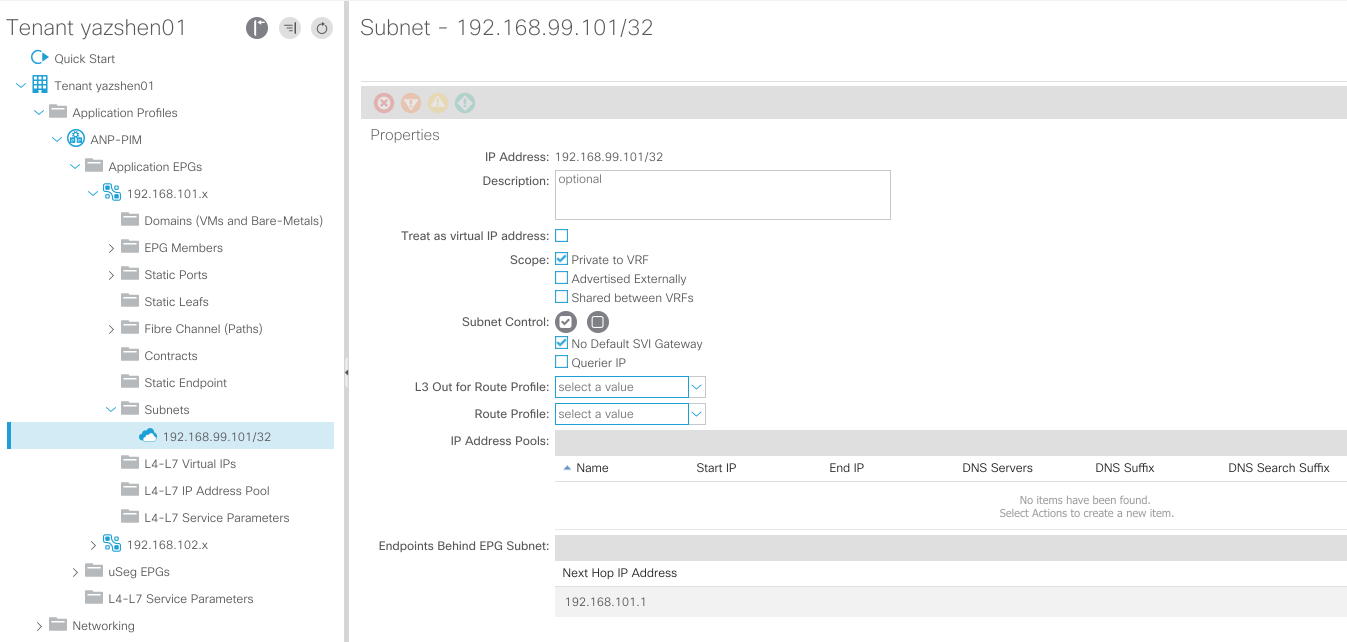 Tenant yazshen01
Quick Start
Tenant yazshen01
Application Profiles
ANP-PIM
Application EPGs
192.168.101.x
Domains (VMs and Bare-Metals)
EPG Members
Static Ports
Static Leafs
Fibre Channel (Paths)
Contracts
Static Endpoint
Subnets
192.168.99.101/32
L4-L7 Virtual IPs
L4-L7 IP Address Pool
L4-L7 Service Parameters
192.168.102.x
uSeg EPGs
L4-L7 Service Parameters
Networking
Subnet - 192.168.99.101/32
Properties
IP Address: 192.168.99.101/32
Description: optional
Treat as virtual IP address:
Scope: Private to VRF
Advertised Externally
Shared between VRFs
Subnet Control:
No Default SVI Gateway
Querier IP
L3 Out for Route Profile: select a value
Route Profile: select a value
IP Address Pools:
Name Start IP End IP DNS Servers DNS Suffix DNS Search Suffix
No items have been found.
Select Actions to create a new item.
Endpoints Behind EPG Subnet:
Next Hop IP Address
192.168.101.1